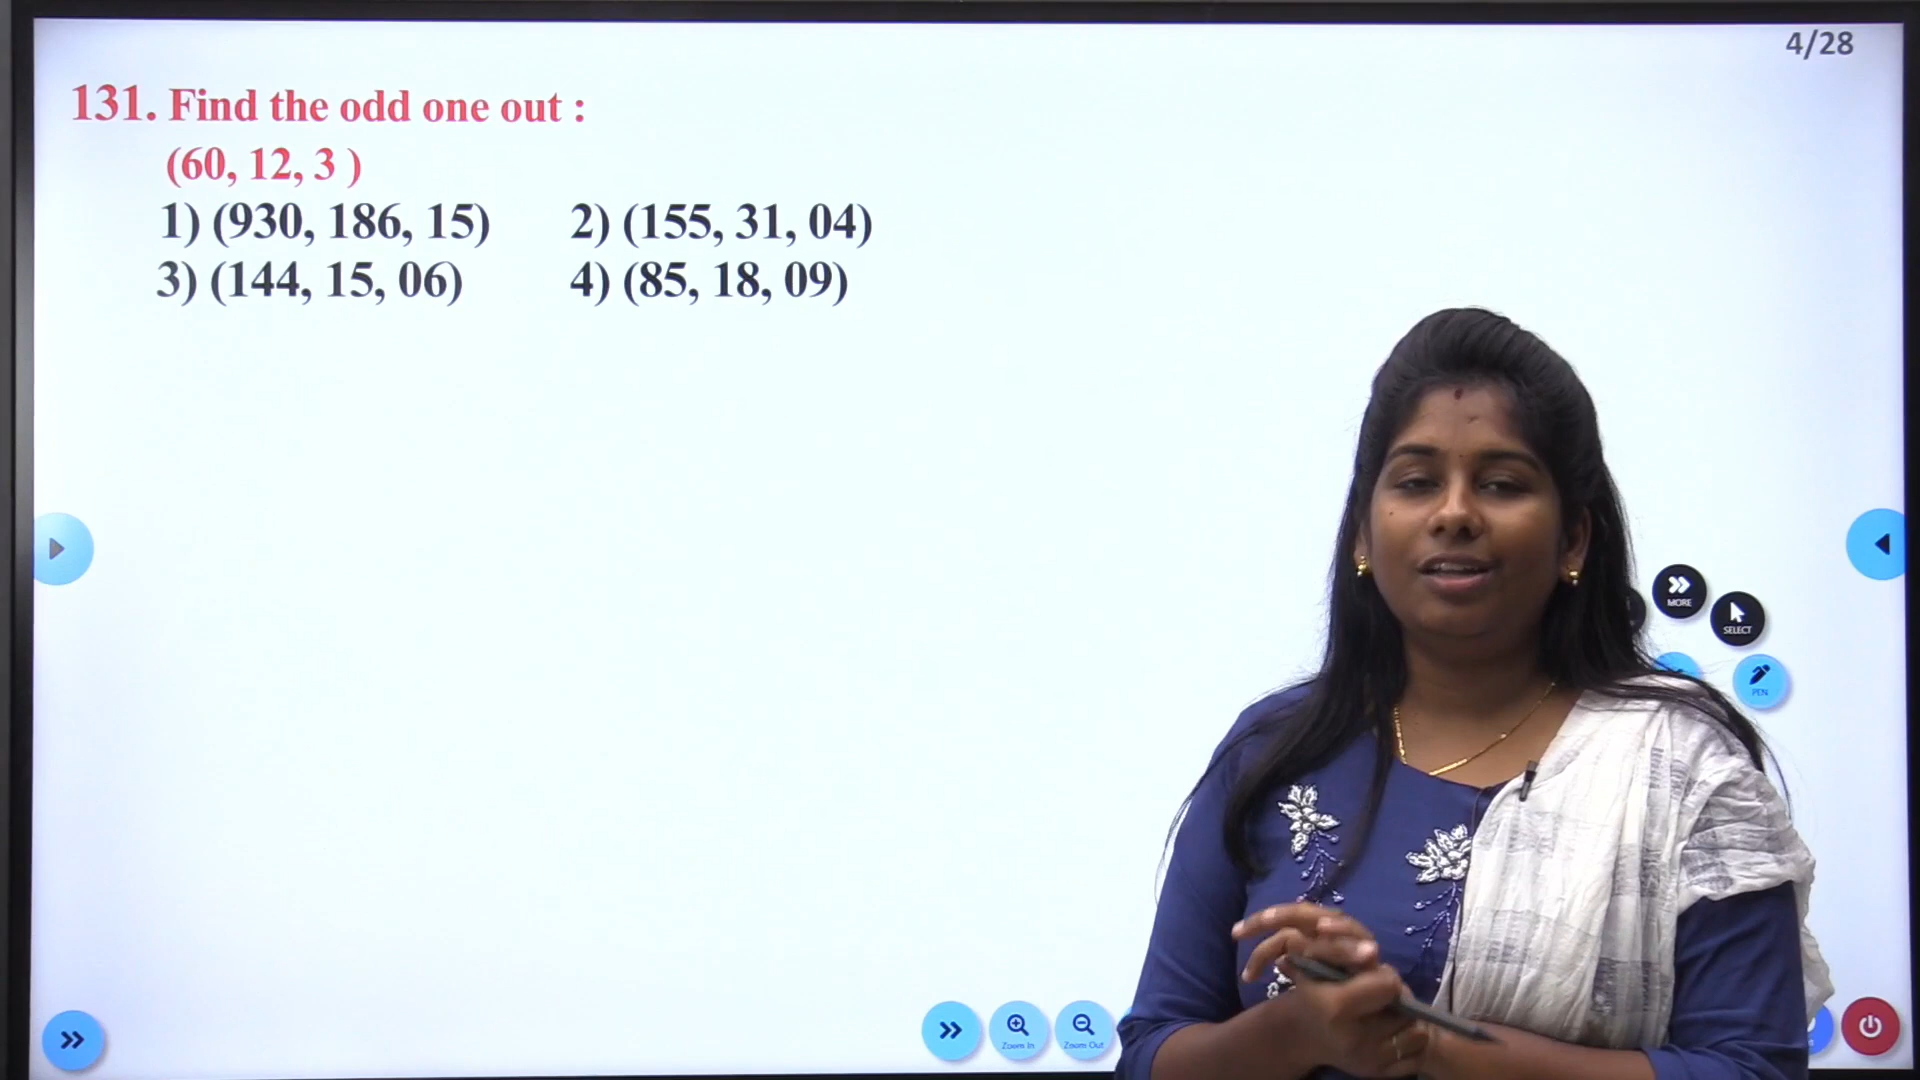 4/28
131. Find the odd one out :
(60, 12, 3 )
1) (930, 186, 15) 2) (155, 31, 04)
3) (144, 15, 06) 4) (85, 18, 09)
MORE
SELECT
PEN
Zoom In Zoom Out